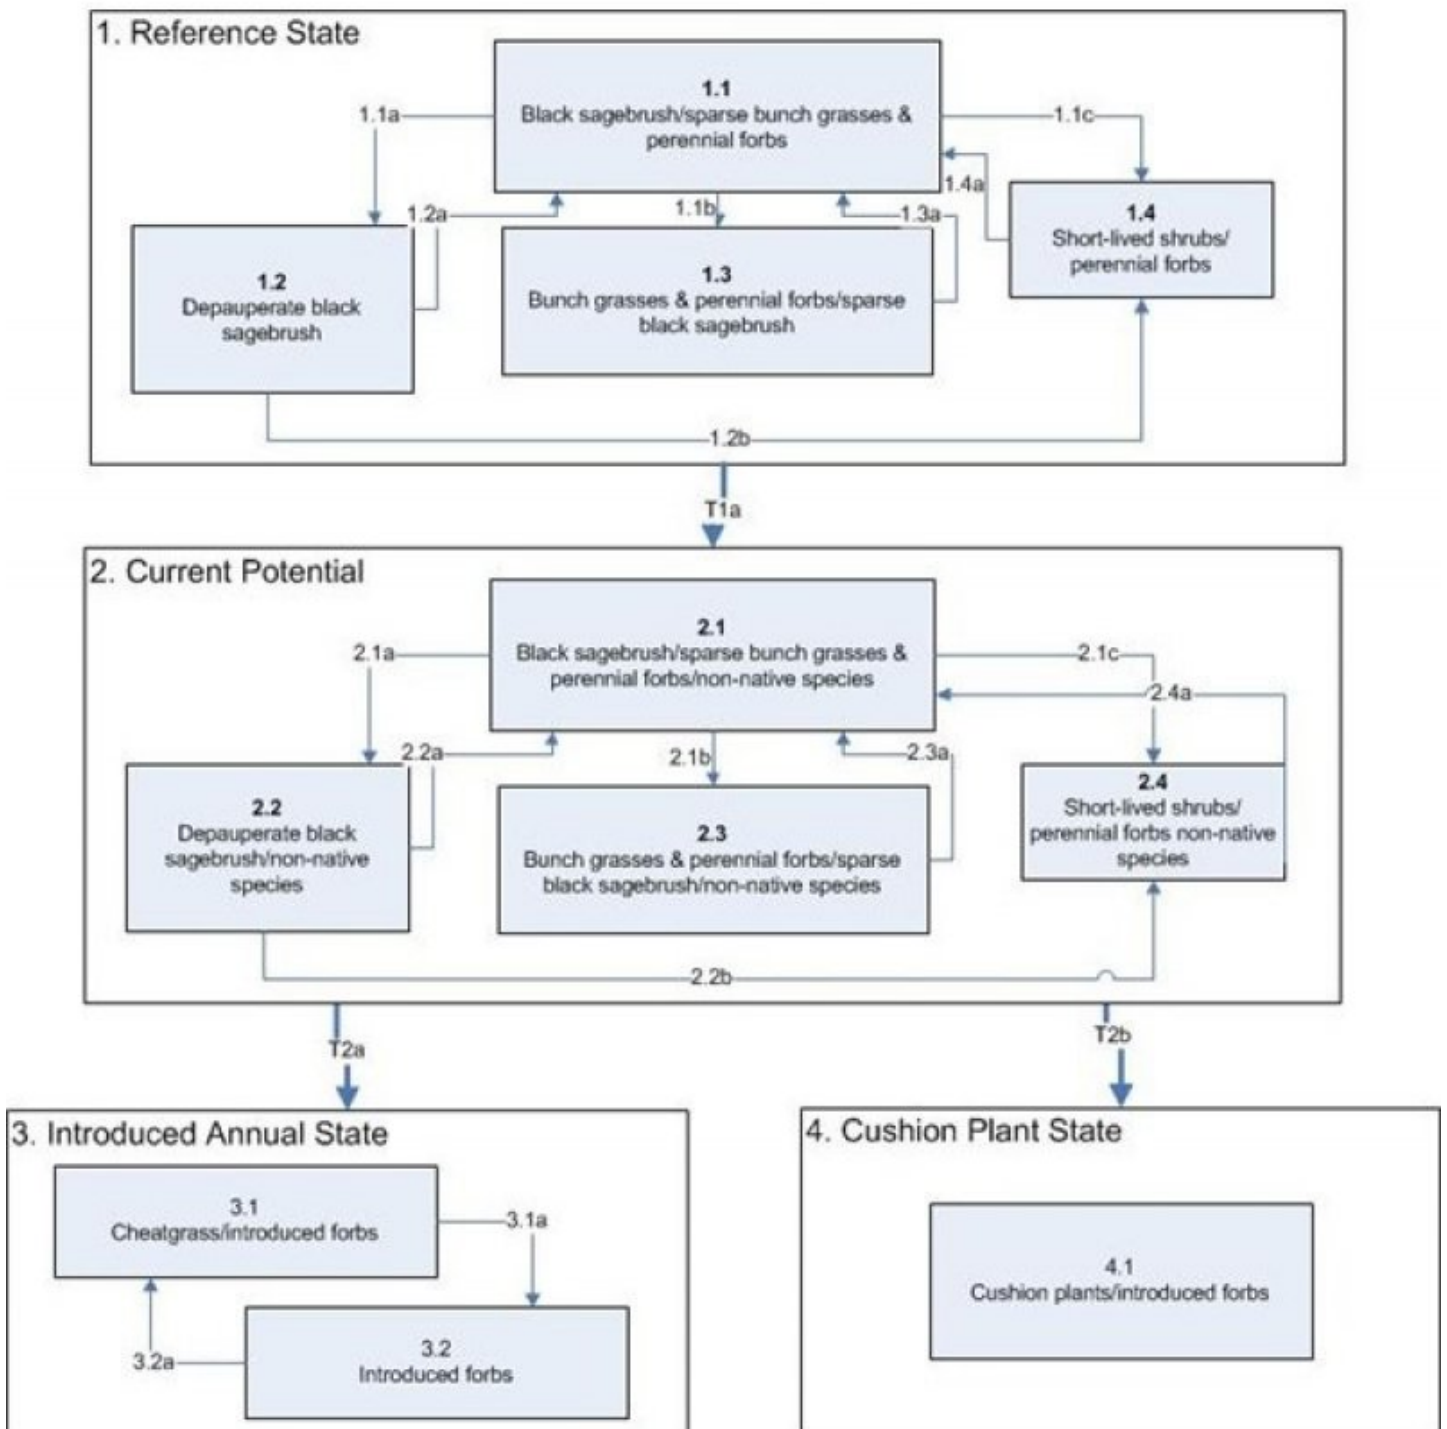 1. Reference State
1.1
Black sagebrush/sparse bunch grasses &
perennial forbs
1.1a
1.1c
1.4a
1.2a
1.1b
1.3a
1.4
Short-lived shrubs/
perennial forbs
1.2
Depauperate black
sagebrush
1.3
Bunch grasses & perennial forbs/sparse
black sagebrush
1.2b
T1a
2. Current Potential
2.1
Black sagebrush/sparse bunch grasses &
perennial forbs/non-native species
2.1a
2.1c
2.4a
2.2a
2.1b
2.3a
2.4
Short-lived shrubs/
perennial forbs non-native
species
2.2
Depauperate black
sagebrush/non-native
species
2.3
Bunch grasses & perennial forbs/sparse
black sagebrush/non-native species
2.2b
T2a
T2b
3. Introduced Annual State
3.1
Cheatgrass/introduced forbs
3.1a
3.2
Introduced forbs
3.2a
4. Cushion Plant State
4.1
Cushion plants/introduced forbs